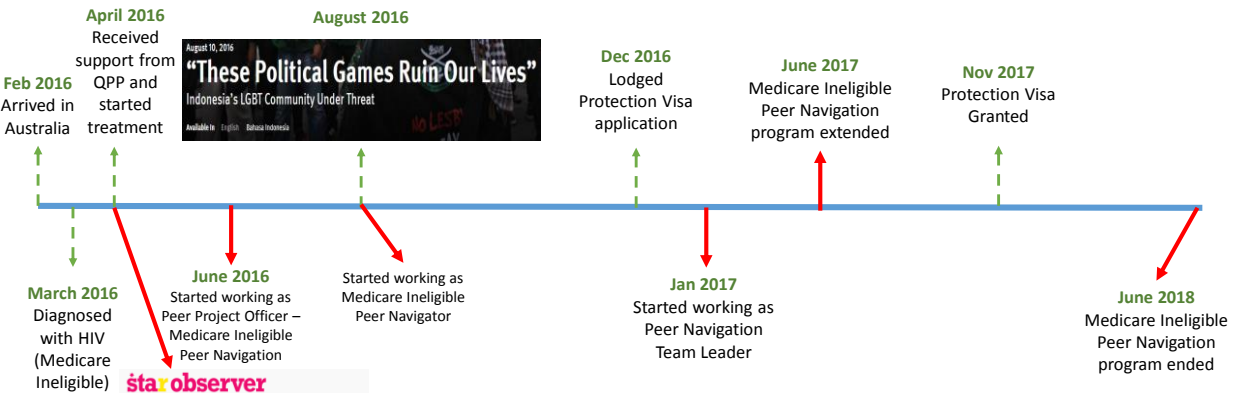 Feb 2016
Arrived in
Australia
April 2016
Received
support from
QPP and
started
treatment
August 2016
August 10, 2016
“These Political Games Ruin Our Lives”
Indonesia's LGBT Community Under Threat
Available In English Bahasa Indonesia
NO LESB
Dec 2016
Lodged
Protection Visa
application
June 2017
Medicare Ineligible
Peer Navigation
program extended
Nov 2017
Protection Visa
Granted
March 2016
Diagnosed
with HIV
(Medicare
Ineligible)
star observer
June 2016
Started working as
Peer Project Officer –
Medicare Ineligible
Peer Navigation
Started working as
Medicare Ineligible
Peer Navigator
Jan 2017
Started working as
Peer Navigation
Team Leader
June 2018
Medicare Ineligible
Peer Navigation
program ended